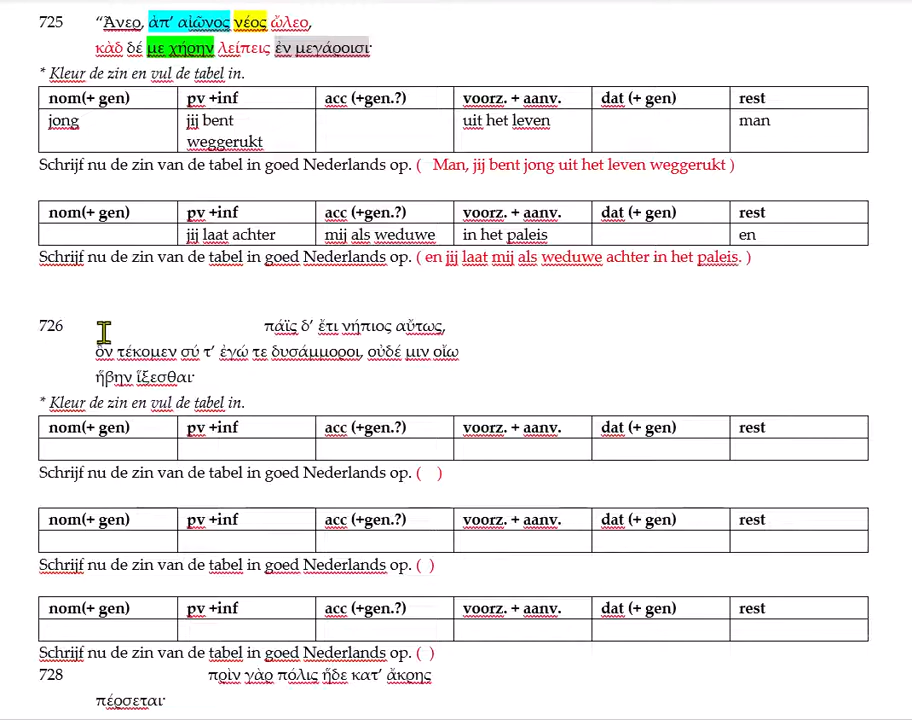 725 “Ἆνερ, ἀπ’ αἰῶνος νέος ὤλεο,
κὰδ δέ με χήρην λείπεις ἐν μεγάροισι·
* Kleur de zin en vul de tabel in.
nom(+ gen) pv +inf acc (+gen.?) voorz. + aanv. dat (+ gen) rest
jong jij bent uit het leven man
weggerukt
Schrijf nu de zin van de tabel in goed Nederlands op. ( Man, jij bent jong uit het leven weggerukt )
nom(+ gen) pv +inf acc (+gen.?) voorz. + aanv. dat (+ gen) rest
jij laat achter mij als weduwe in het paleis en
Schrijf nu de zin van de tabel in goed Nederlands op. ( en jij laat mij als weduwe achter in het paleis. )
726 πάϊς δ’ ἔτι νήπιος αὔτως,
ὃν τέκομεν σύ τ’ ἐγώ τε δυσάμμοροι, οὐδέ μιν οἴω
ἥβην ἵξεσθαι·
* Kleur de zin en vul de tabel in.
nom(+ gen) pv +inf acc (+gen.?) voorz. + aanv. dat (+ gen) rest
Schrijf nu de zin van de tabel in goed Nederlands op. ( )
nom(+ gen) pv +inf acc (+gen.?) voorz. + aanv. dat (+ gen) rest
Schrijf nu de zin van de tabel in goed Nederlands op. ( )
nom(+ gen) pv +inf acc (+gen.?) voorz. + aanv. dat (+ gen) rest
Schrijf nu de zin van de tabel in goed Nederlands op. ( )
728 πρὶν γὰρ πόλις ἥδε κατ’ ἄκρης
πέρσεται·